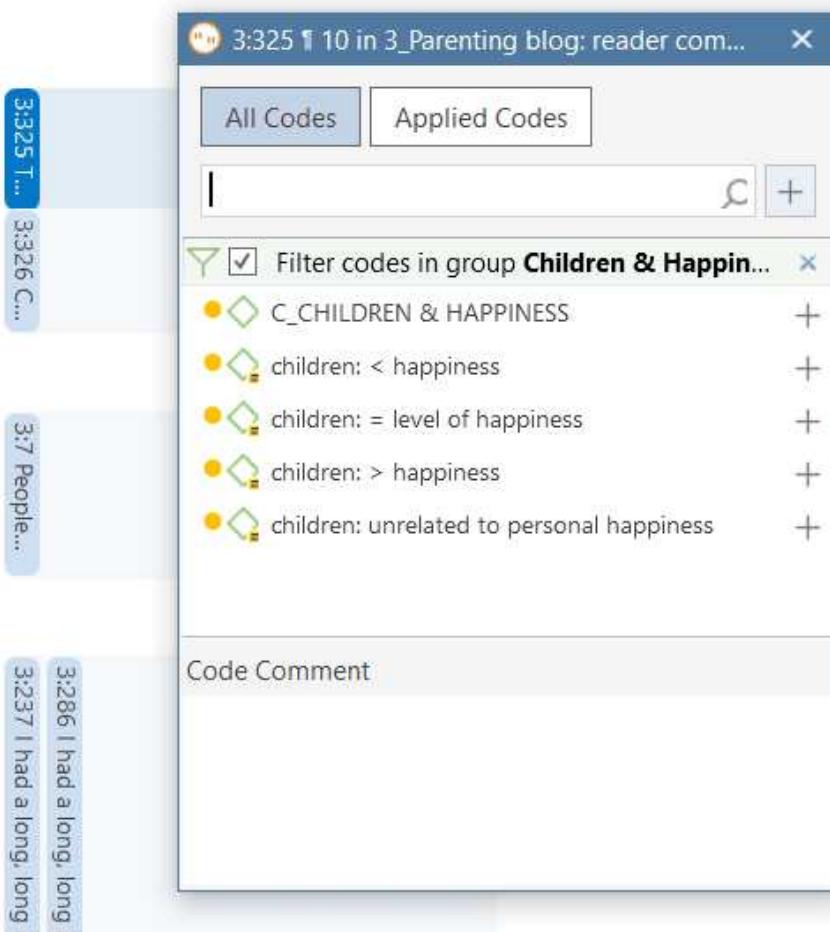 3:325 ¶ 10 in 3_Parenting blog: reader com...
All Codes
Applied Codes
Filter codes in group Children & Happin...
C_CHILDREN & HAPPINESS
children: < happiness
children: = level of happiness
children: > happiness
children: unrelated to personal happiness
Code Comment
3:325 T...
3:326 C...
3:7 People...
3:237 I had a long, long
3:286 I had a long, long